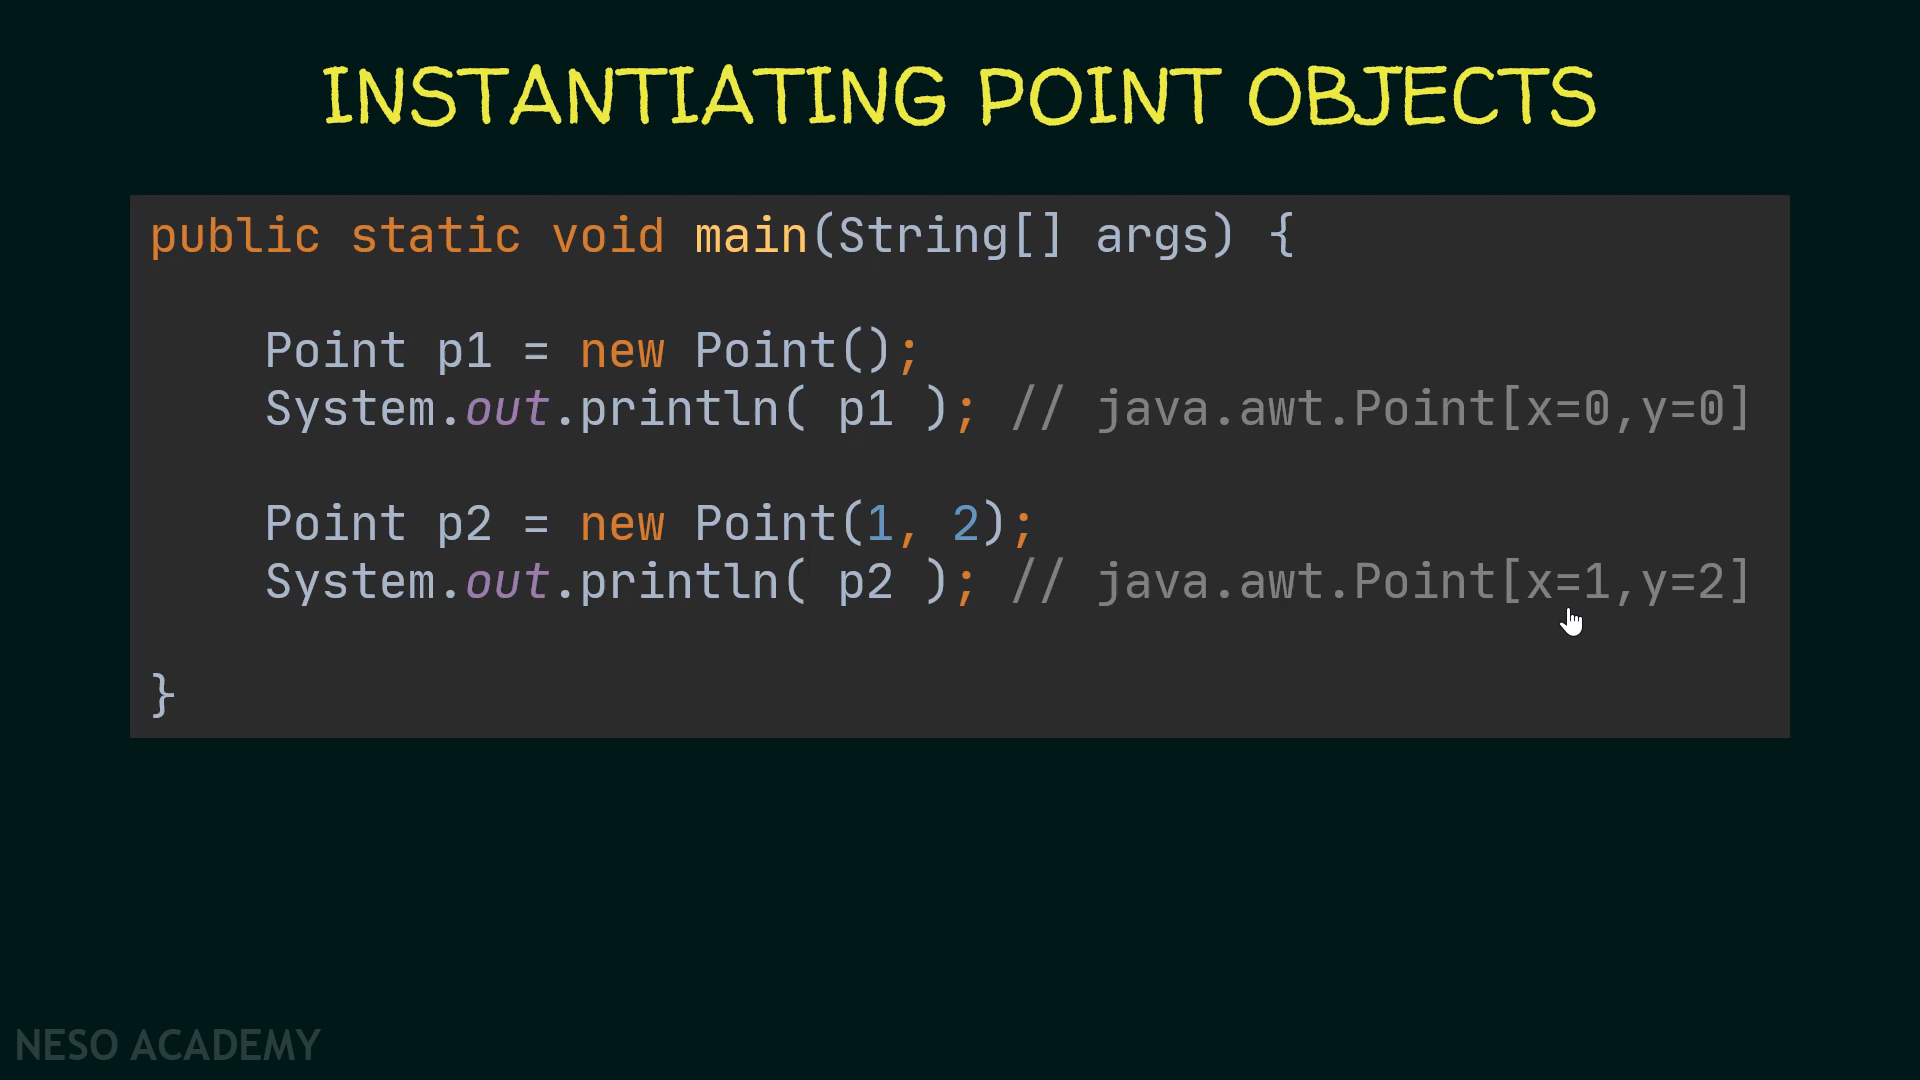 INSTANTIATING POINT OBJECTS
public static void main(String[] args) {
Point p1 = new Point();
System.out.println( p1 ); // java.awt.Point[x=0,y=0]
Point p2 = new Point(1, 2);
System.out.println( p2 ); // java.awt.Point[x=1,y=2]
}
NESO ACADEMY